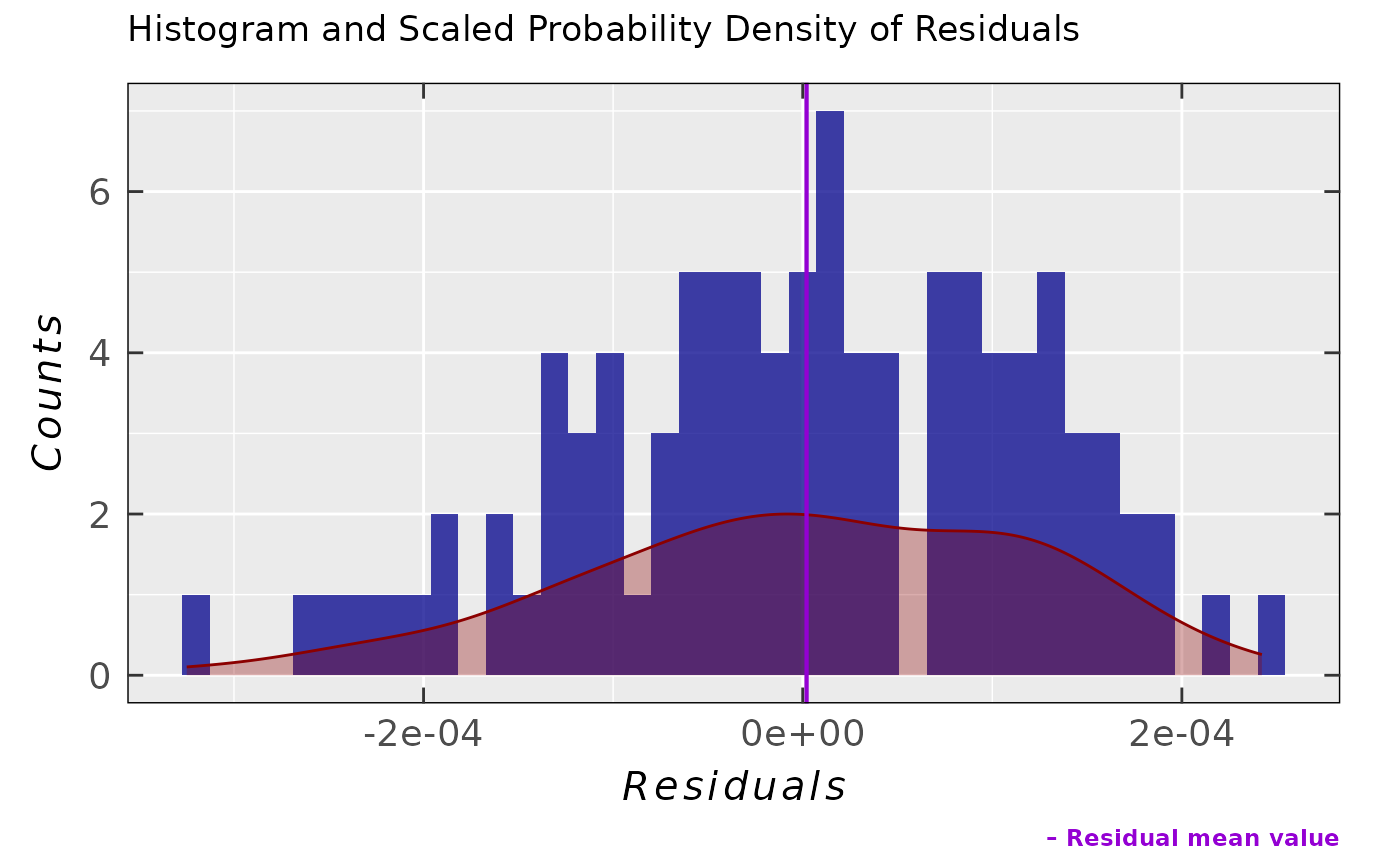 Histogram and Scaled Probability Density of Residuals
6
4
2
0
Counts
-2e-04 0e+00 2e-04
Residuals
– Residual mean value